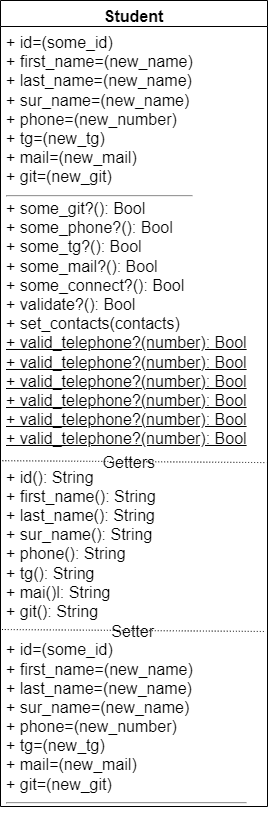 Student
+ id=(some_id)
+ first_name=(new_name)
+ last_name=(new_name)
+ sur_name=(new_name)
+ phone=(new_number)
+ tg=(new_tg)
+ mail=(new_mail)
+ git=(new_git)
+ some_git?(): Bool
+ some_phone?(): Bool
+ some_tg?(): Bool
+ some_mail?(): Bool
+ some_connect?(): Bool
+ validate?(): Bool
+ set_contacts(contacts)
+ valid_telephone?(number): Bool
+ valid_telephone?(number): Bool
+ valid_telephone?(number): Bool
+ valid_telephone?(number): Bool
+ valid_telephone?(number): Bool
+ valid_telephone?(number): Bool
Getters
+ id(): String
+ first_name(): String
+ last_name(): String
+ sur_name(): String
+ phone(): String
+ tg(): String
+ mai()l: String
+ git(): String
Setter
+ id=(some_id)
+ first_name=(new_name)
+ last_name=(new_name)
+ sur_name=(new_name)
+ phone=(new_number)
+ tg=(new_tg)
+ mail=(new_mail)
+ git=(new_git)